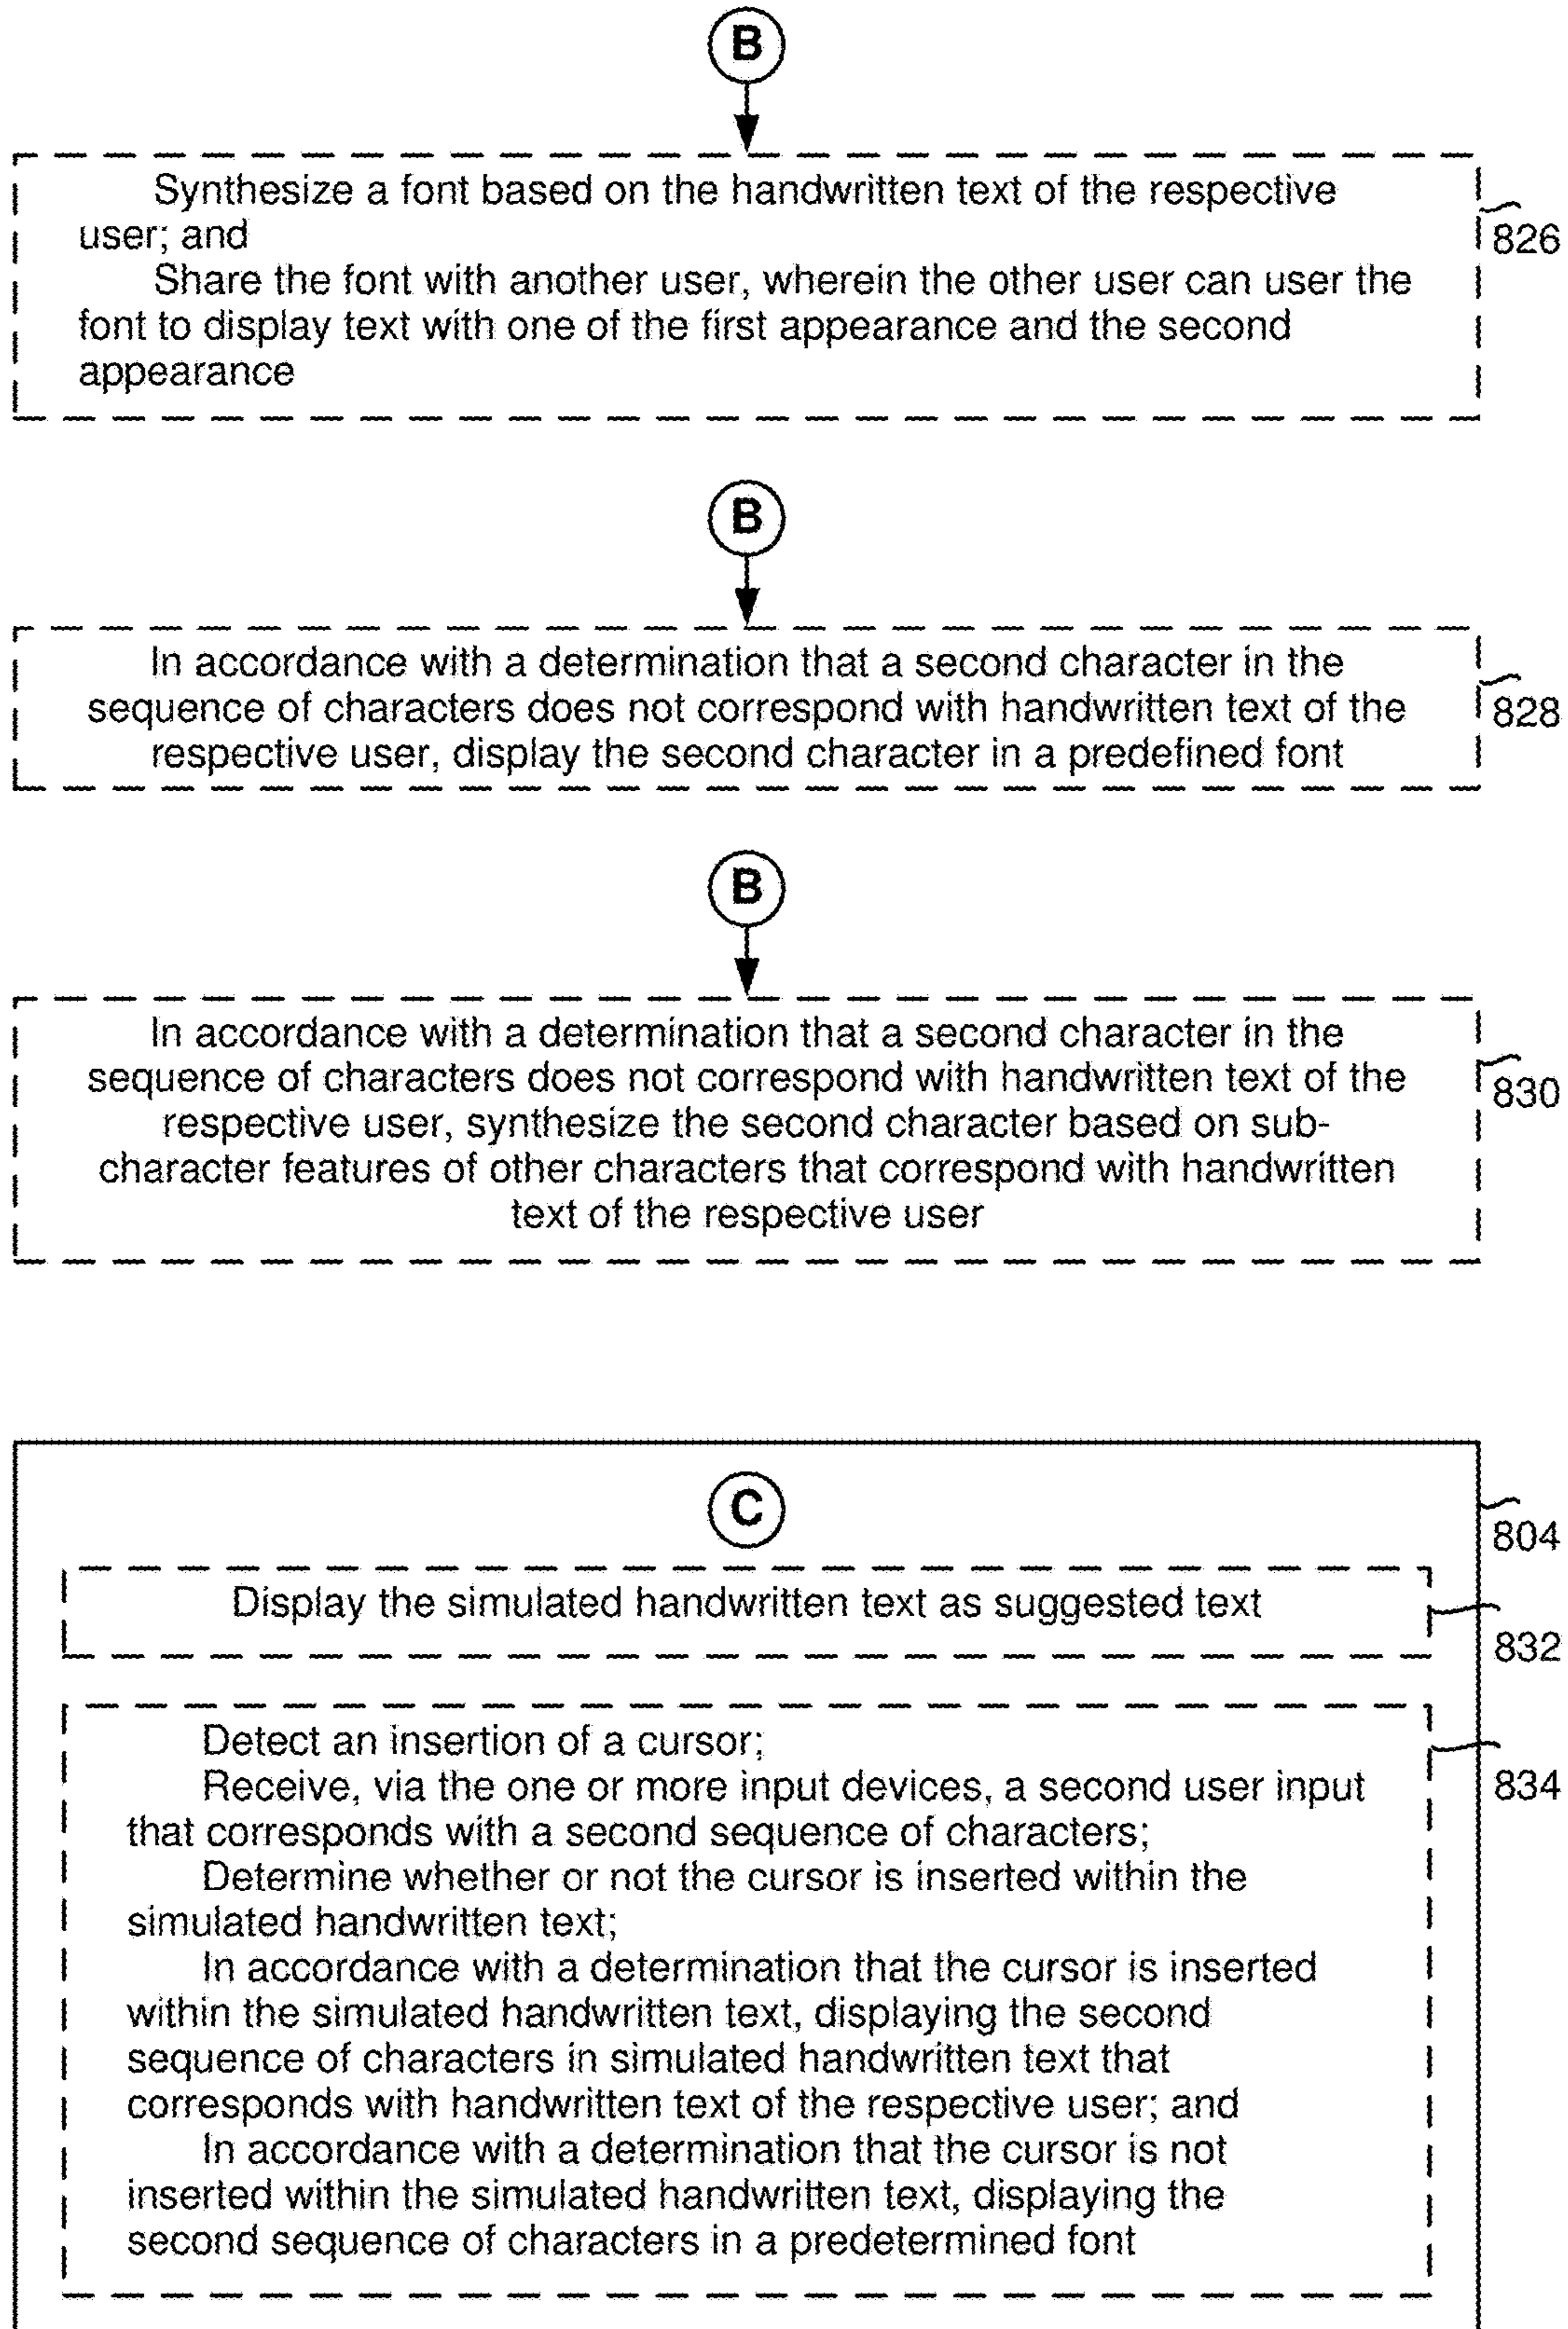 B
Synthesize a font based on the handwritten text of the respective
user; and
Share the font with another user, wherein the other user can user the
font to display text with one of the first appearance and the second
appearance
826
B
In accordance with a determination that a second character in the
sequence of characters does not correspond with handwritten text of the
respective user, display the second character in a predefined font
828
B
In accordance with a determination that a second character in the
sequence of characters does not correspond with handwritten text of the
respective user, synthesize the second character based on sub-
character features of other characters that correspond with handwritten
text of the respective user
830
C
804
Display the simulated handwritten text as suggested text
832
Detect an insertion of a cursor;
Receive, via the one or more input devices, a second user input
that corresponds with a second sequence of characters;
Determine whether or not the cursor is inserted within the
simulated handwritten text;
In accordance with a determination that the cursor is inserted
within the simulated handwritten text, displaying the second
sequence of characters in simulated handwritten text that
corresponds with handwritten text of the respective user; and
In accordance with a determination that the cursor is not
inserted within the simulated handwritten text, displaying the
second sequence of characters in a predetermined font
834